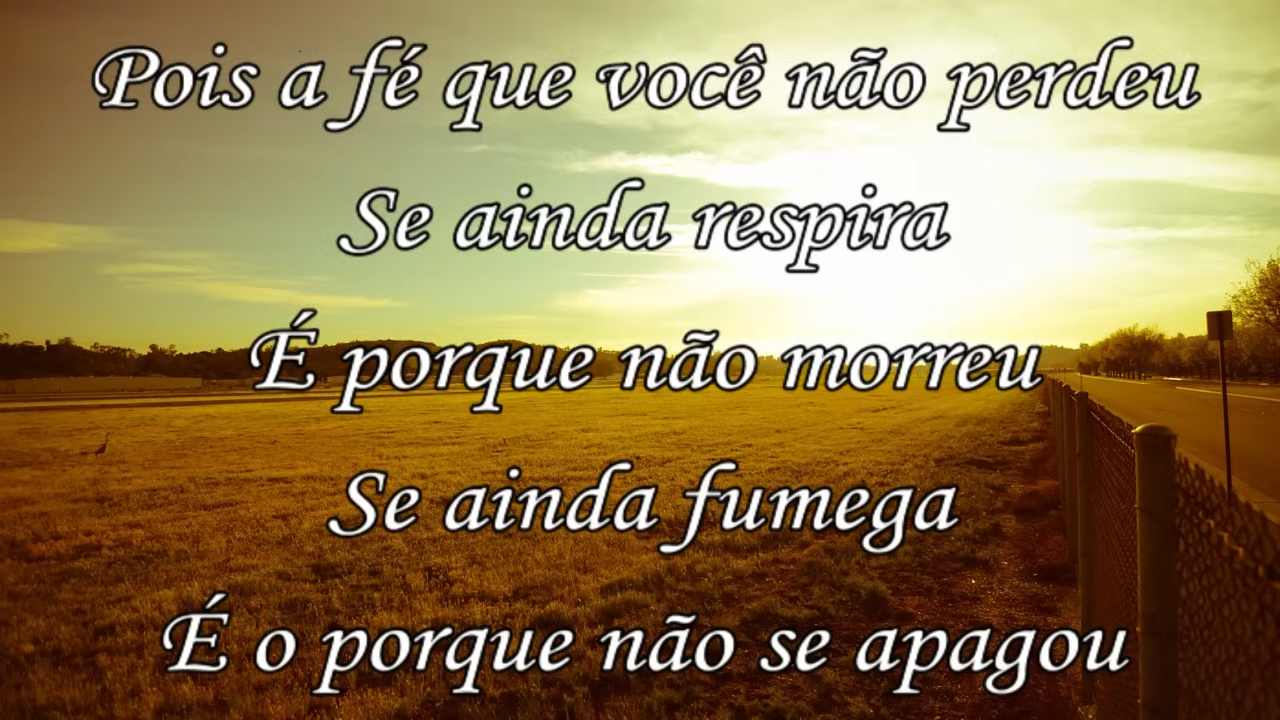 Pois a fé que você não perdeu
Se ainda respira
É porque não morreu
Se ainda fumega
É o porque não se apagou